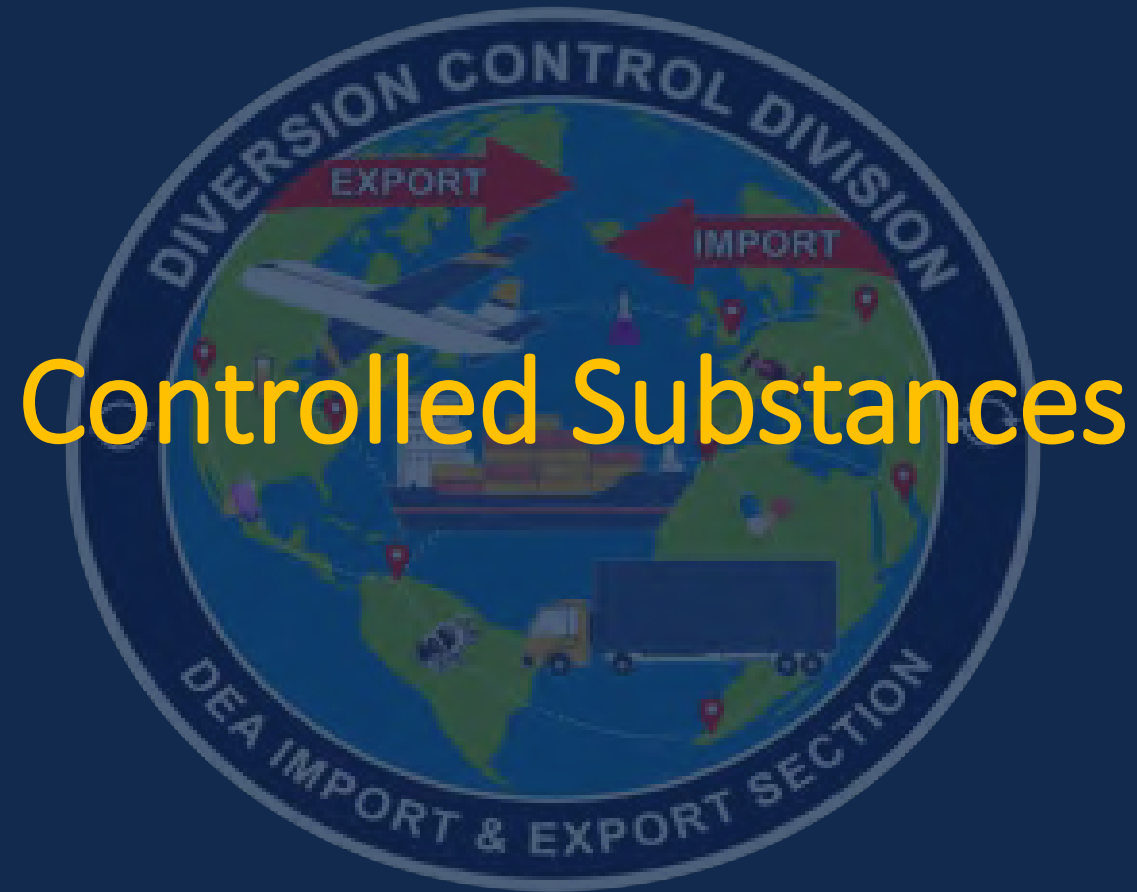 DIVERSION CONTROL DIVISION
EXPORT
IMPORT
Controlled Substances
DEA IMPORT & EXPORT SECTION